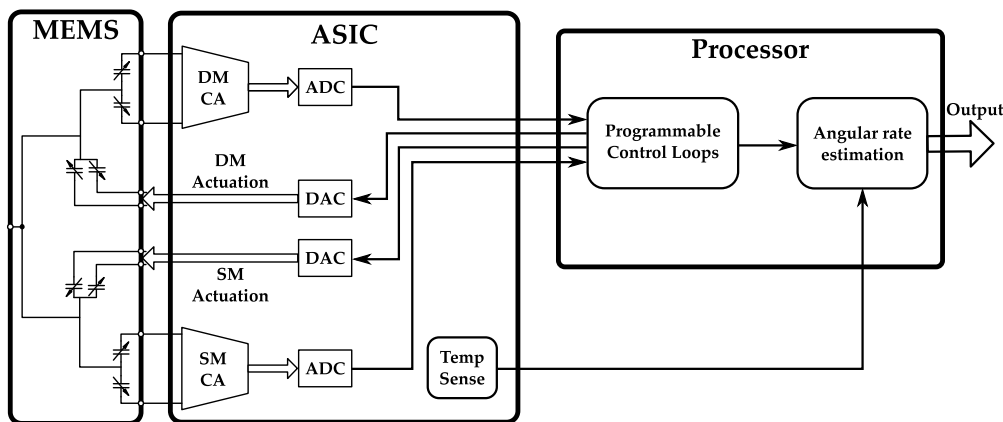 MEMS
ASIC
Processor
DM
CA
ADC
Programmable
Control Loops
Angular rate
estimation
Output
DM
Actuation
DAC
DAC
SM
Actuation
SM
CA
ADC
Temp
Sense